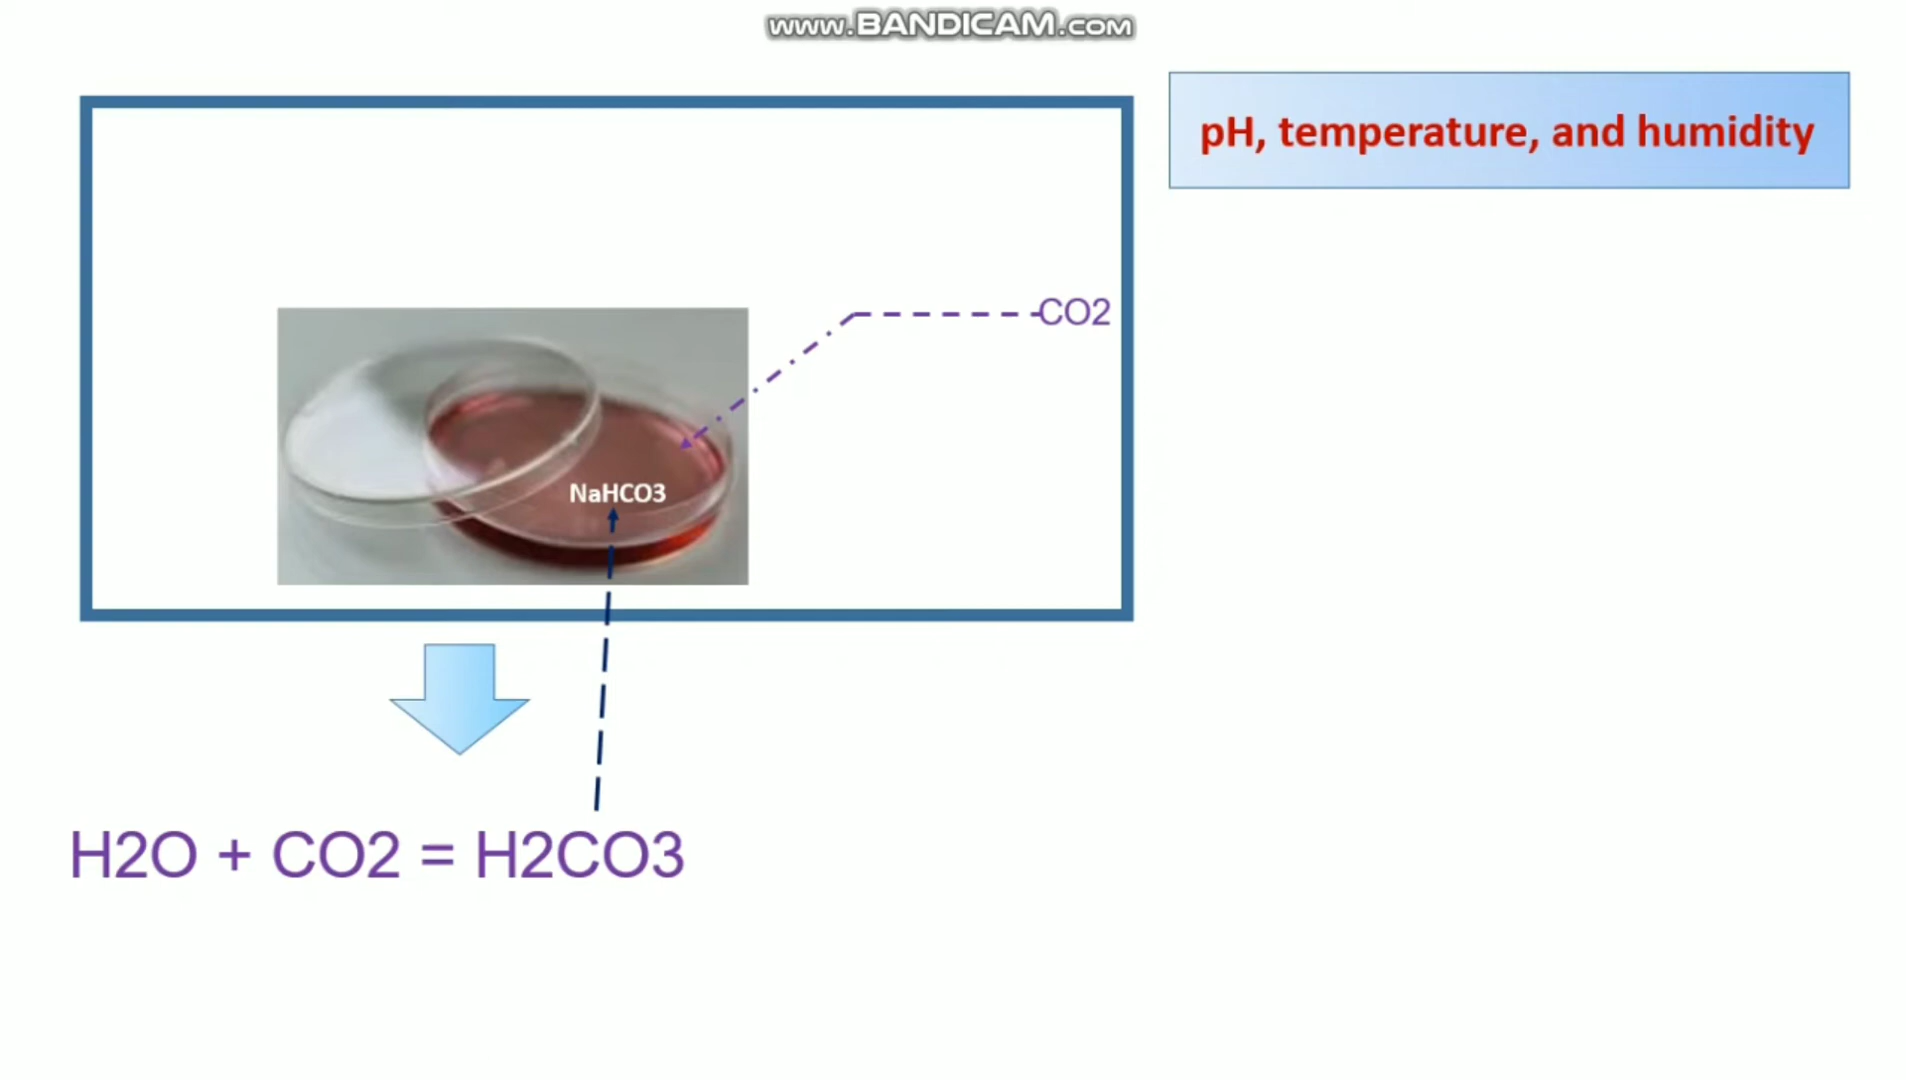 www.BANDICAM.com
pH, temperature, and humidity
CO2
NaHCO3
H2O + CO2 = H2CO3